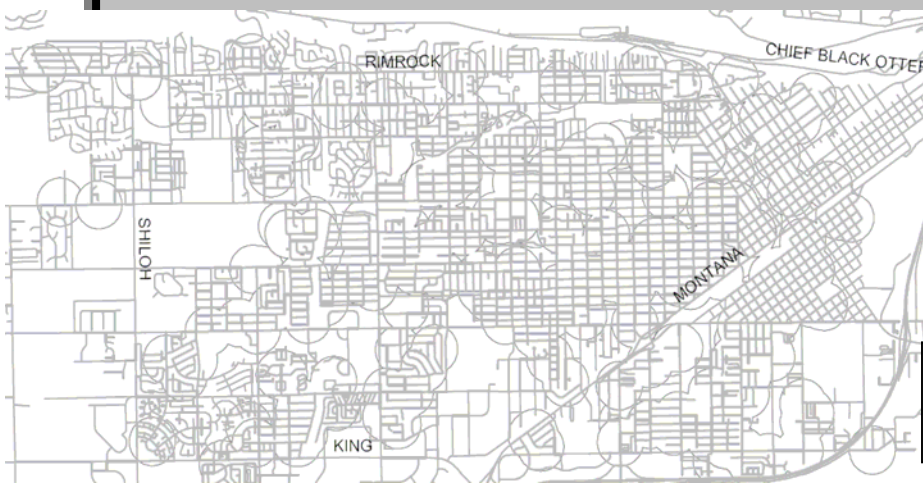 RIMROCK
CHIEF BLACK OTTER
SHILOH
MONTANA
KING